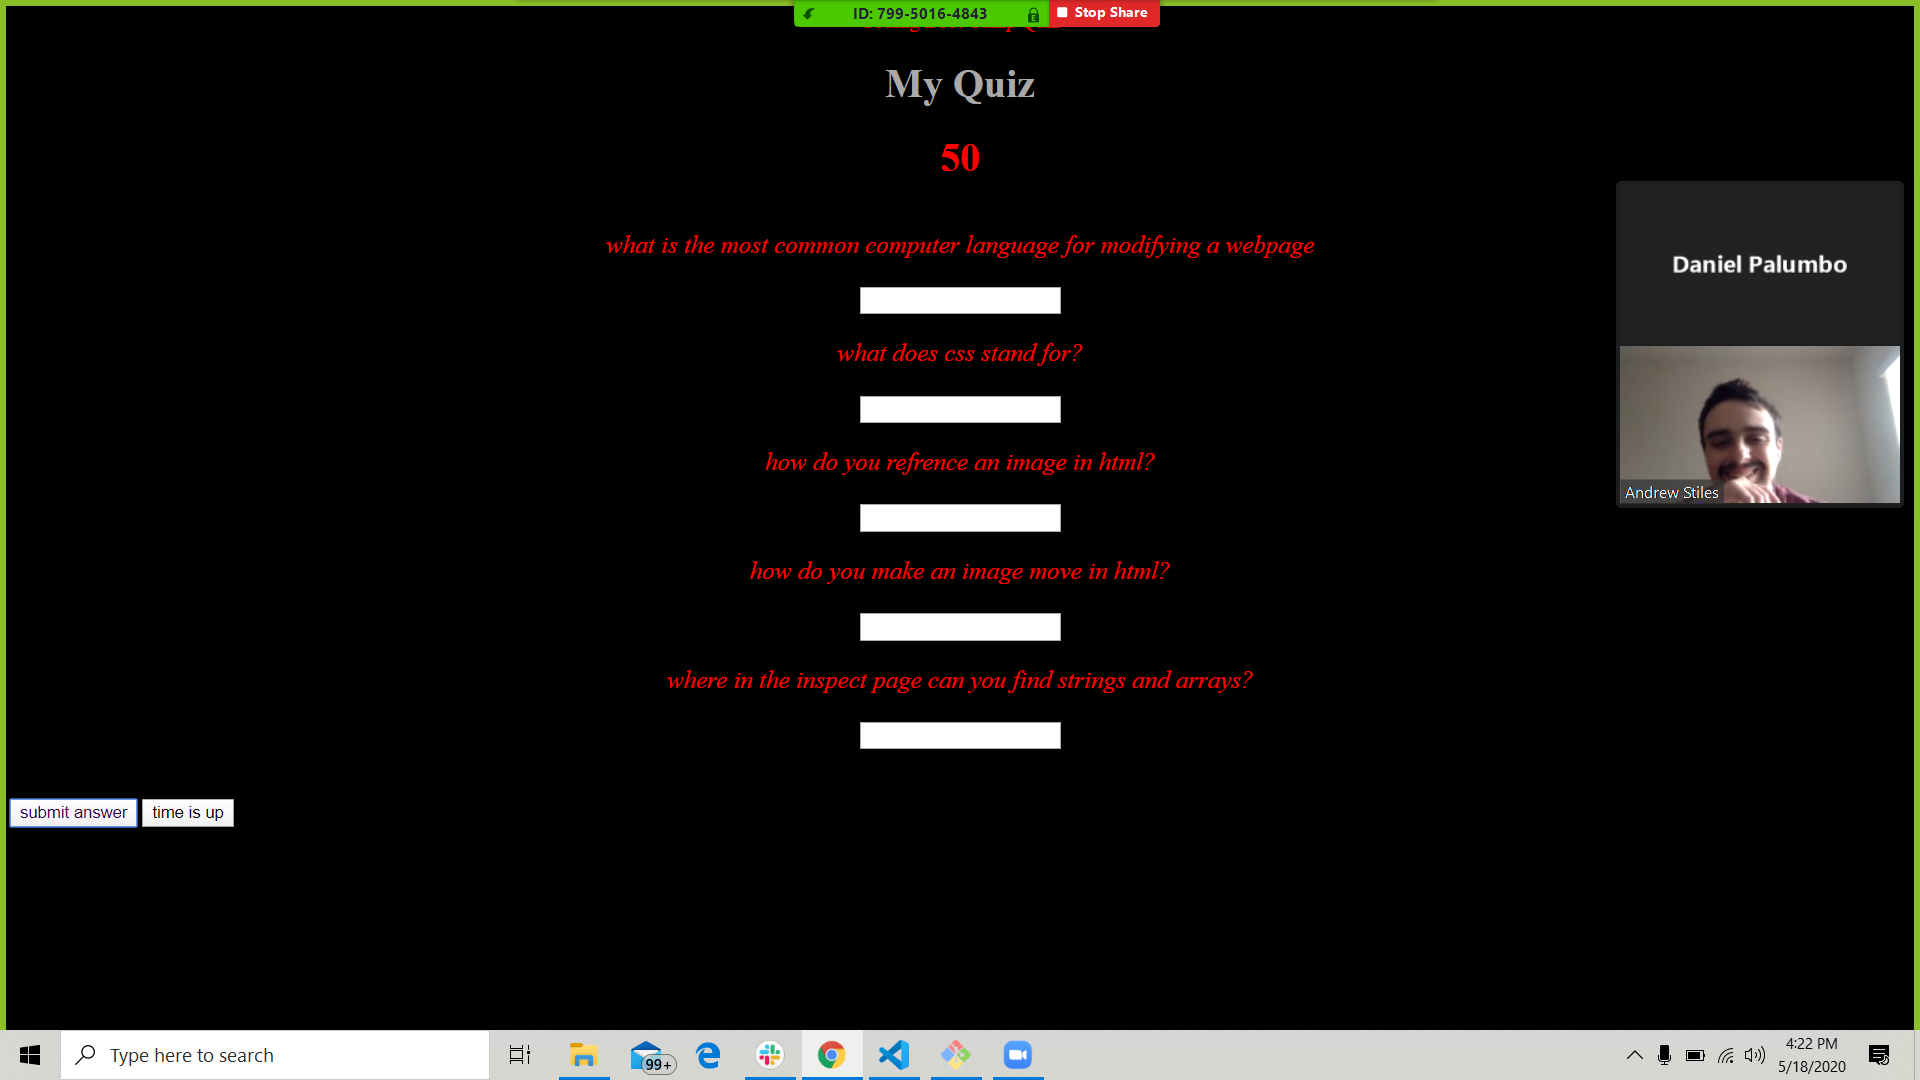 ID: 799-5016-4843
Stop Share
My Quiz
50
what is the most common computer language for modifying a webpage
what does css stand for?
how do you refrence an image in html?
how do you make an image move in html?
where in the inspect page can you find strings and arrays?
submit answer
time is up
Daniel Palumbo
Andrew Stiles
Type here to search
99+
4:22 PM
5/18/2020